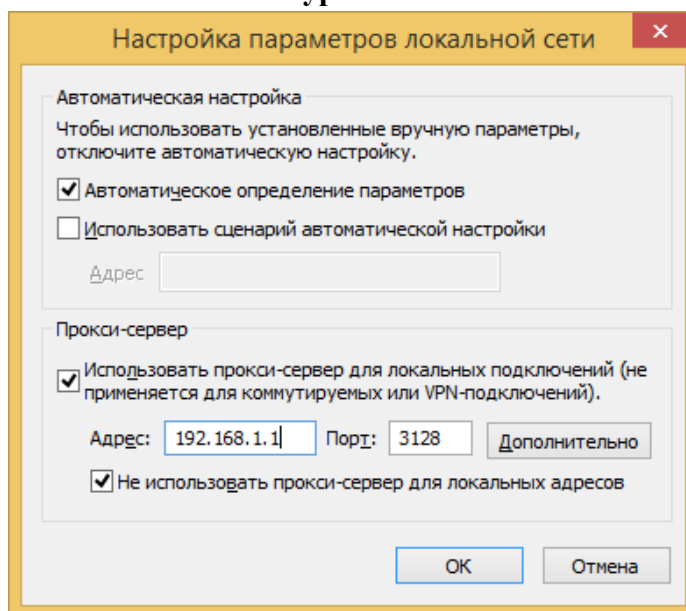 Настройка параметров локальной сети
Автоматическая настройка
Чтобы использовать установленные вручную параметры,
отключите автоматическую настройку.
Автоматическое определение параметров
Использовать сценарий автоматической настройки
Адрес
Прокси-сервер
Использовать прокси-сервер для локальных подключений (не
применяется для коммутируемых или VPN-подключений).
Адрес: 192.168.1.1 Порт: 3128 Дополнительно
Не использовать прокси-сервер для локальных адресов
ОК Отмена